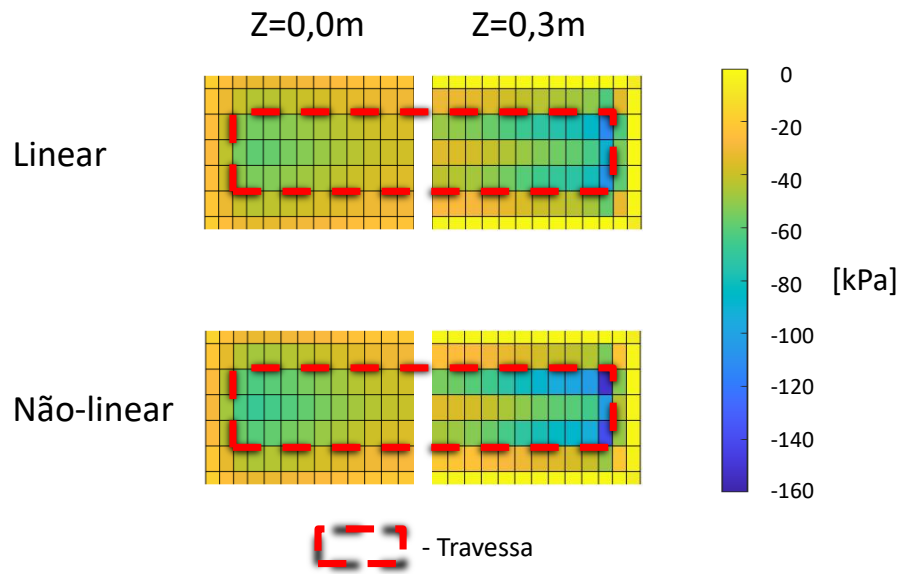 Z=0,0m Z=0,3m
Linear
Não-linear
0
-20
-40
-60
-80
-100
-120
-140
-160
[kPa]
- Travessa